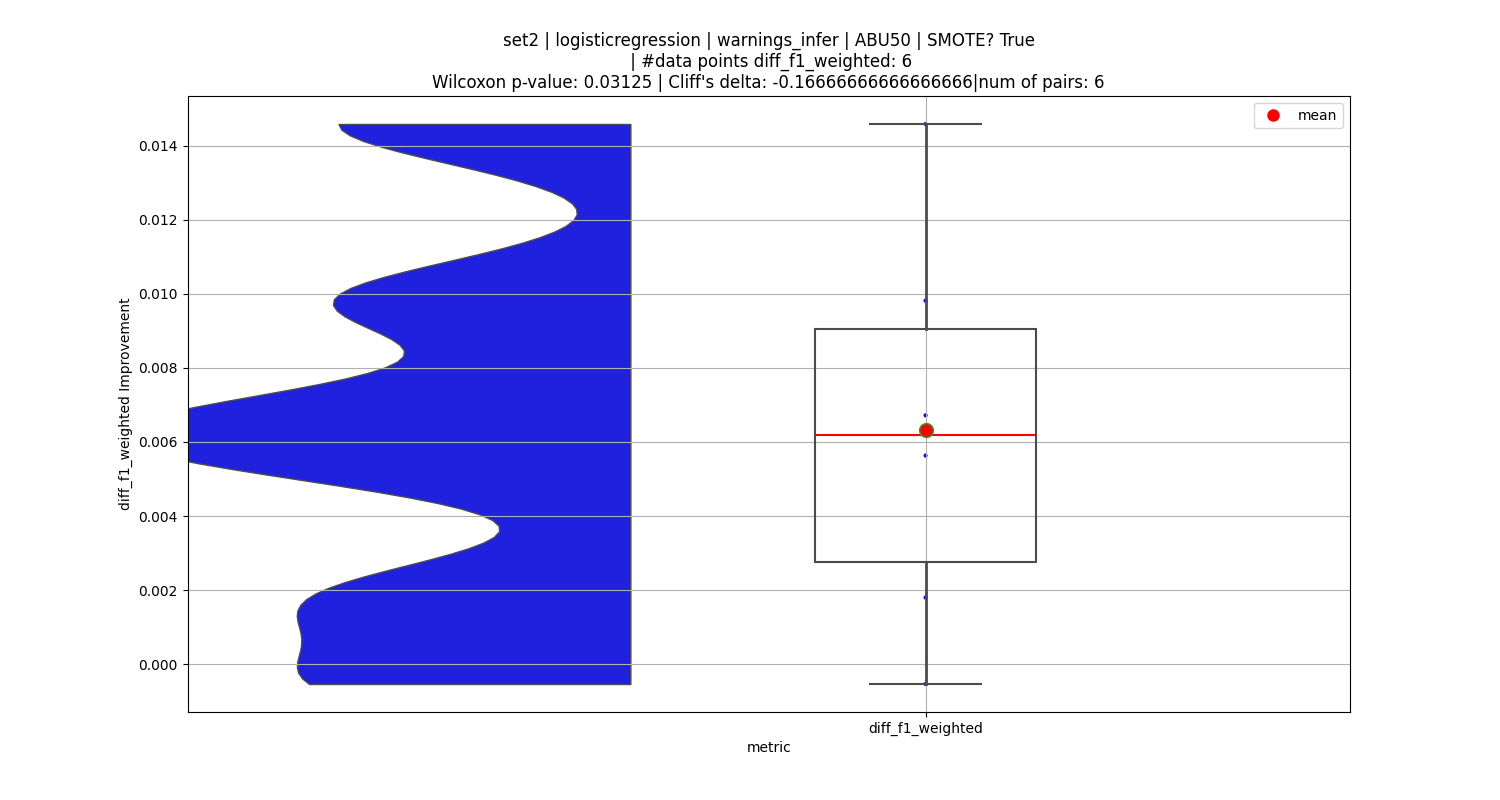 set2 | logisticregression | warnings_infer | ABU50 | SMOTE? True
| #data points diff_f1_weighted: 6
Wilcoxon p-value: 0.03125 | Cliff's delta: -0.16666666666666666|num of pairs: 6
mean
0.014
0.012
0.010
0.008
0.006
0.004
0.002
0.000
diff_f1_weighted Improvement
diff_f1_weighted
metric